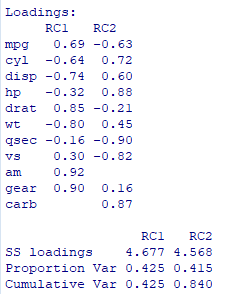 Loadings:
     RC1   RC2
mpg   0.69 -0.63
cyl  -0.64  0.72
disp -0.74  0.60
hp   -0.32  0.88
drat  0.85 -0.21
wt   -0.80  0.45
qsec -0.16 -0.90
vs    0.30 -0.82
am    0.92
gear  0.90  0.16
carb        0.87
                 RC1   RC2
SS loadings    4.677 4.568
Proportion Var 0.425 0.415
Cumulative Var 0.425 0.840